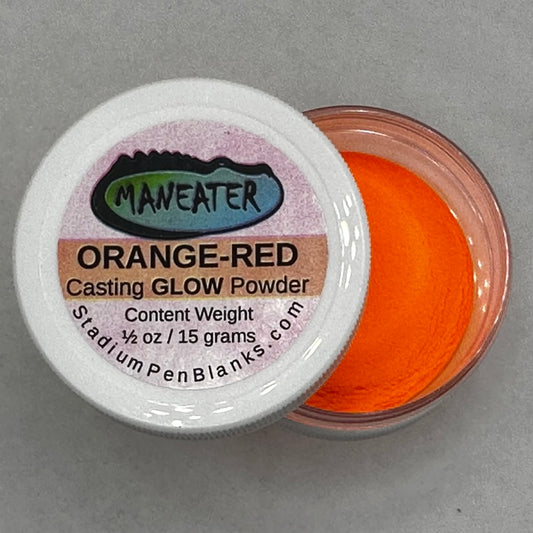 MANEATER
ORANGE-RED
Casting GLOW Powder
Content Weight
½ oz / 15 grams
StadiumPenBlanks.com